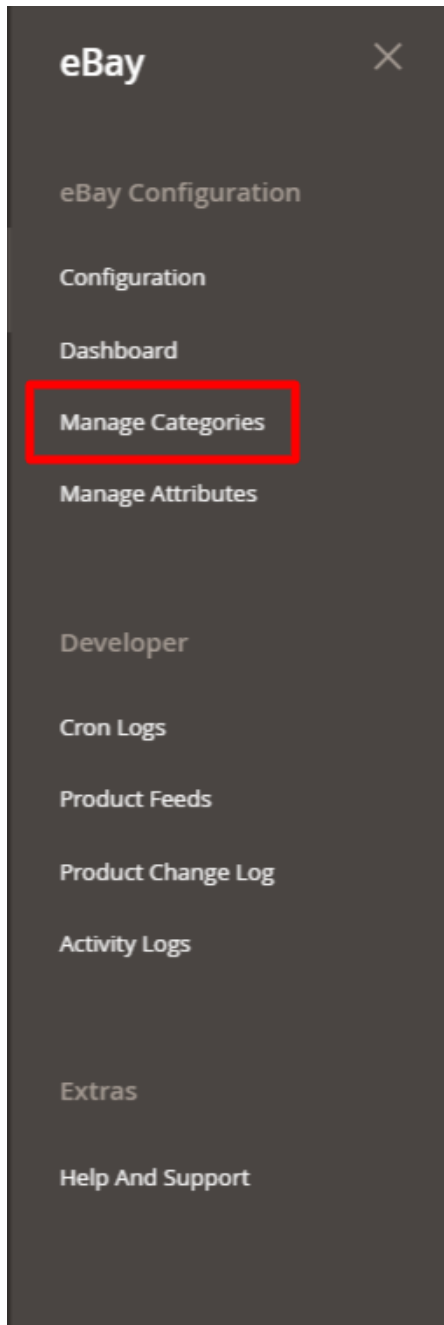 eBay
eBay Configuration
Configuration
Dashboard
Manage Categories
Manage Attributes
Developer
Cron Logs
Product Feeds
Product Change Log
Activity Logs
Extras
Help And Support